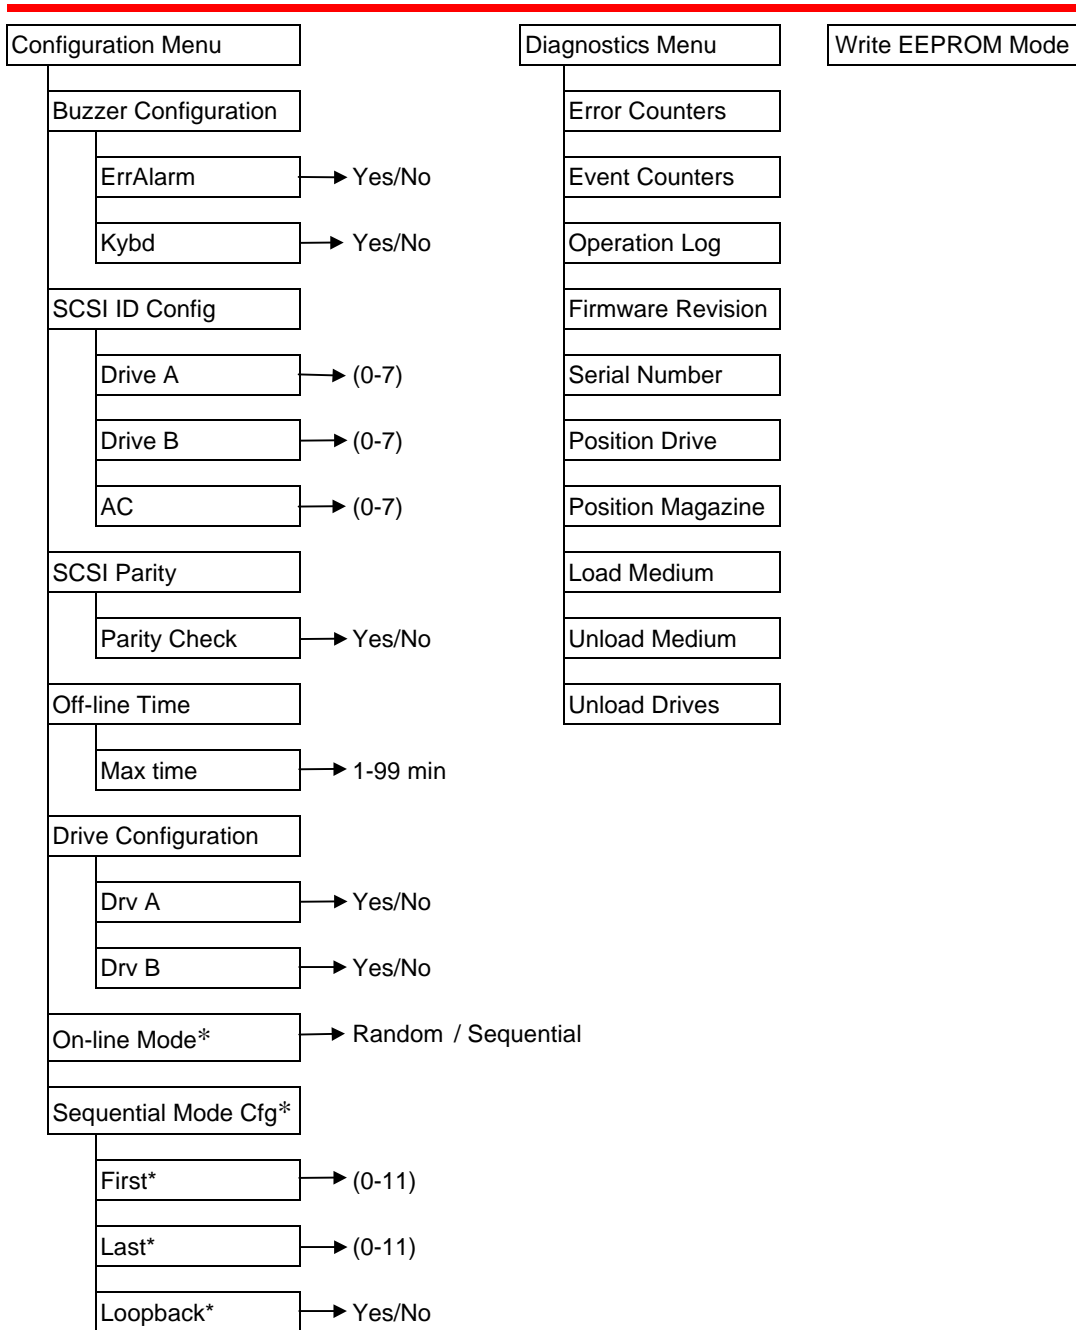 Configuration Menu
Buzzer Configuration
ErrAlarm Yes/No
Kybd Yes/No
SCSI ID Config
Drive A (0-7)
Drive B (0-7)
AC (0-7)
SCSI Parity
Parity Check Yes/No
Off-line Time
Max time 1-99 min
Drive Configuration
Drv A Yes/No
Drv B Yes/No
On-line Mode* Random / Sequential
Sequential Mode Cfg*
First* (0-11)
Last* (0-11)
Loopback* Yes/No
Diagnostics Menu
Error Counters
Event Counters
Operation Log
Firmware Revision
Serial Number
Position Drive
Position Magazine
Load Medium
Unload Medium
Unload Drives
Write EEPROM Mode